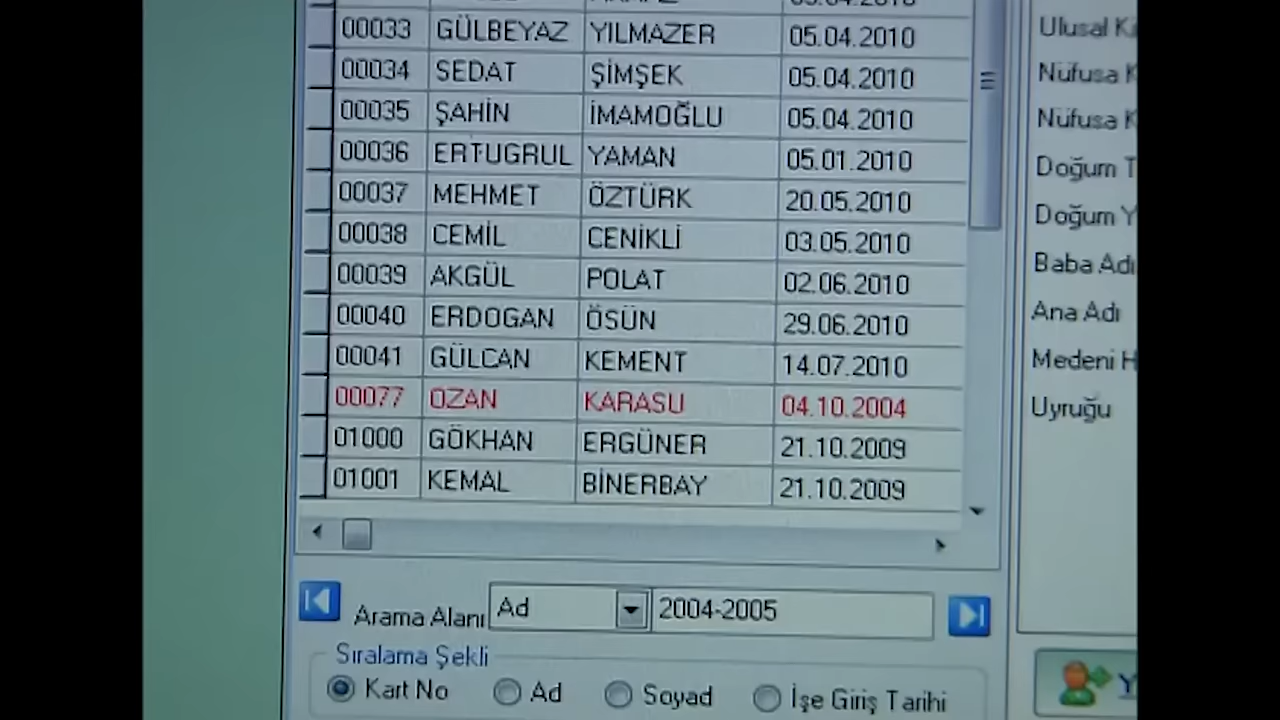 00033 GÜLBEYAZ YILMAZER 05.04.2010
00034 SEDAT ŞİMŞEK 05.04.2010
00035 ŞAHİN İMAMOĞLU 05.04.2010
00036 ERTUGRUL YAMAN 05.01.2010
00037 MEHMET ÖZTÜRK 20.05.2010
00038 CEMİL CENİKLİ 03.05.2010
00039 AKGÜL POLAT 02.06.2010
00040 ERDOGAN ÖSÜN 29.06.2010
00041 GÜLCAN KEMENT 14.07.2010
00077 OZAN KARASU 04.10.2004
01000 GÖKHAN ERGÜNER 21.10.2009
01001 KEMAL BİNERBAY 21.10.2009
Arama Alanı Ad 2004-2005
Sıralama Şekli
Kart No Ad Soyad İşe Giriş Tarihi
Ulusal
Nüfusa
Nüfusa
Doğum
Doğum Y
Baba Adı
Ana Adı
Medeni H
Uyruğu
Y